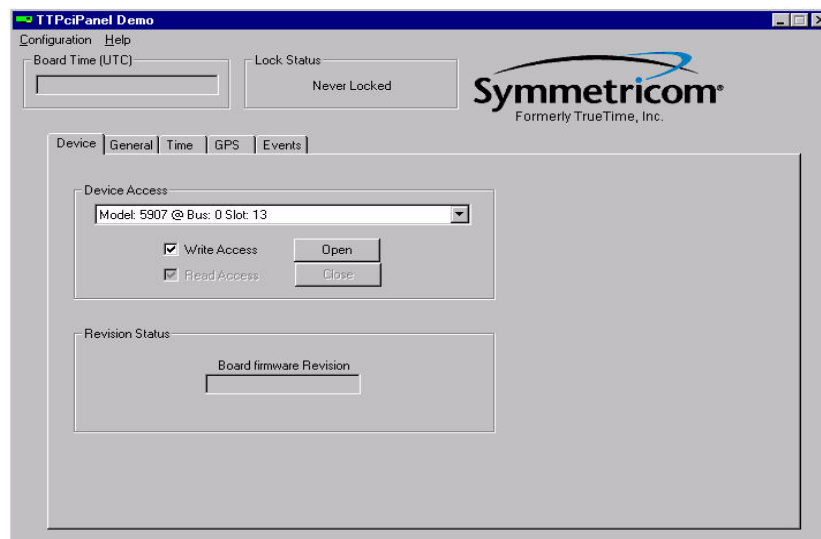 TTPciPanel Demo
Configuration Help
Board Time (UTC)
Lock Status
Never Locked
Symmetricom®
Formerly TrueTime, Inc.
Device General Time GPS Events
Device Access
Model: 5907 @ Bus: 0 Slot: 13
Write Access Open
Read Access Close
Revision Status
Board firmware Revision